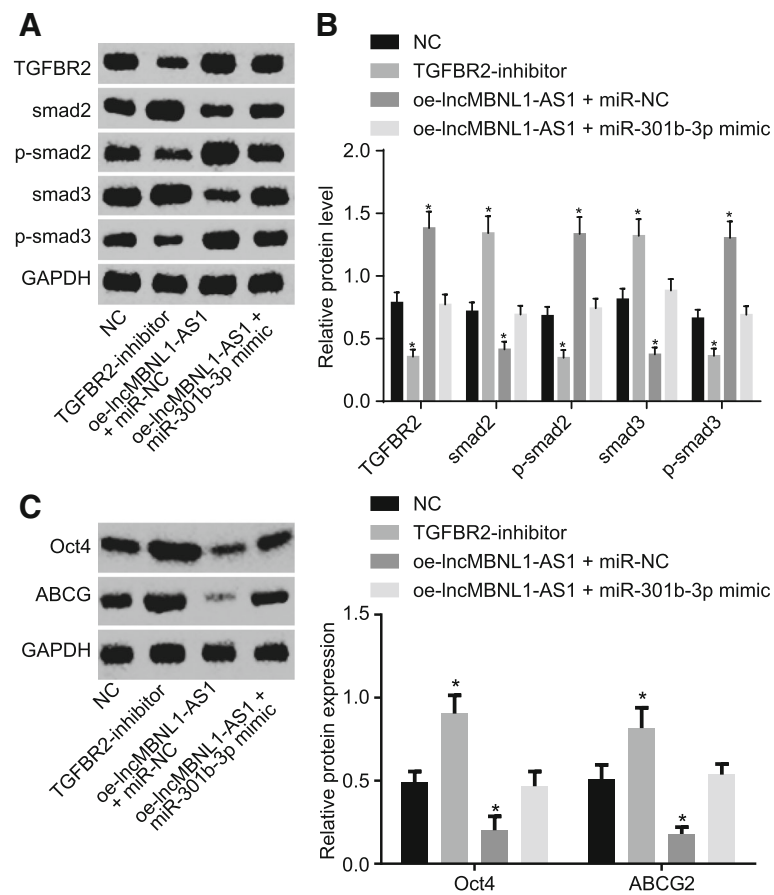 A
TGFBR2
smad2
p-smad2
smad3
p-smad3
GAPDH
NC
TGFBR2-inhibitor
oe-lncMBNL1-AS1
+ miR-NC
oe-lncMBNL1-AS1 +
miR-301b-3p mimic
B
NC
TGFBR2-inhibitor
oe-lncMBNL1-AS1 + miR-NC
oe-lncMBNL1-AS1 + miR-301b-3p mimic
Relative protein level
2.0
1.5
1.0
0.5
0.0
* * * * * * * * * *
TGFBR2
smad2
p-smad2
smad3
p-smad3
C
Oct4
ABCG
GAPDH
NC
TGFBR2-inhibitor
oe-lncMBNL1-AS1
+ miR-NC
oe-lncMBNL1-AS1 +
miR-301b-3p mimic
NC
TGFBR2-inhibitor
oe-lncMBNL1-AS1 + miR-NC
oe-lncMBNL1-AS1 + miR-301b-3p mimic
Relative protein expression
1.5
1.0
0.5
0.0
* * * *
Oct4
ABCG2